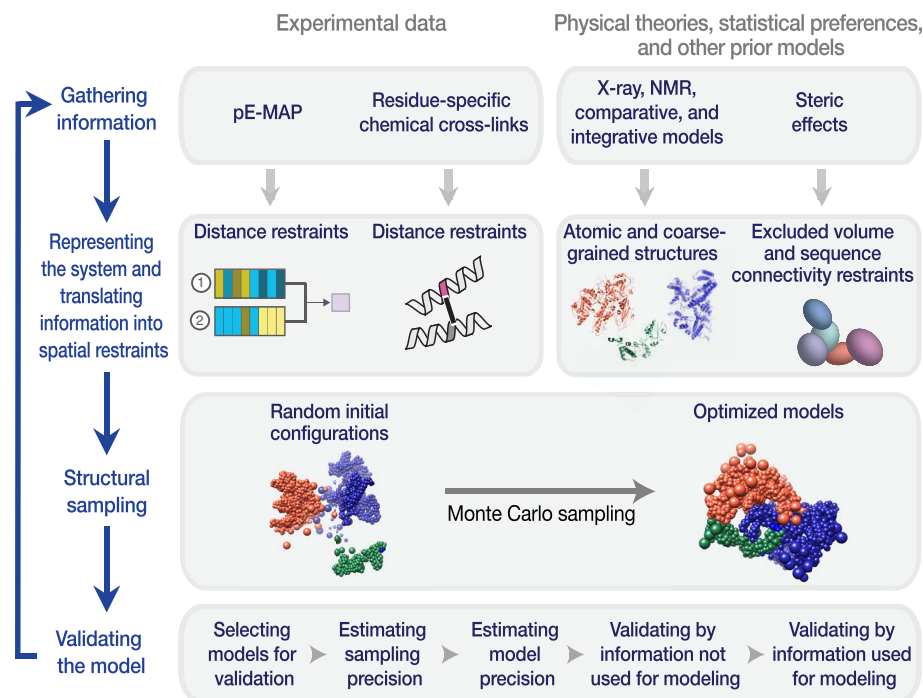 Experimental data
Physical theories, statistical preferences,
and other prior models
Gathering
information
pE-MAP
Residue-specific
chemical cross-links
X-ray, NMR,
comparative, and
integrative models
Steric
effects
Representing
the system and
translating
information into
spatial restraints
Distance restraints
1
2
Distance restraints
Atomic and coarse-
grained structures
Excluded volume
and sequence
connectivity restraints
Structural
sampling
Random initial
configurations
Monte Carlo sampling
Optimized models
Validating
the model
Selecting
models for
validation
Estimating
sampling
precision
Estimating
model
precision
Validating by
information not
used for modeling
Validating by
information used
for modeling